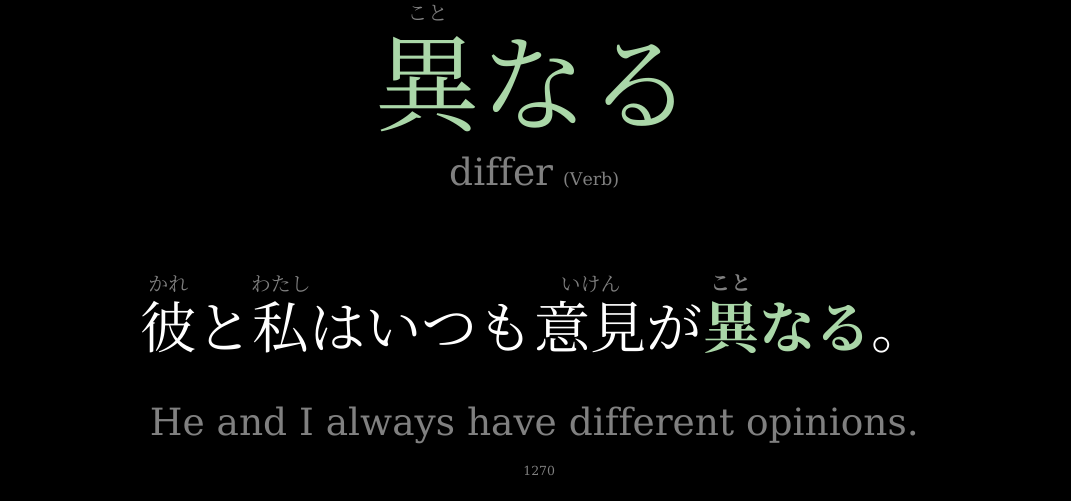 こと
異なる
differ (Verb)
かれ わたし いけん こと
彼と私はいつも意見が異なる。
He and I always have different opinions.
1270